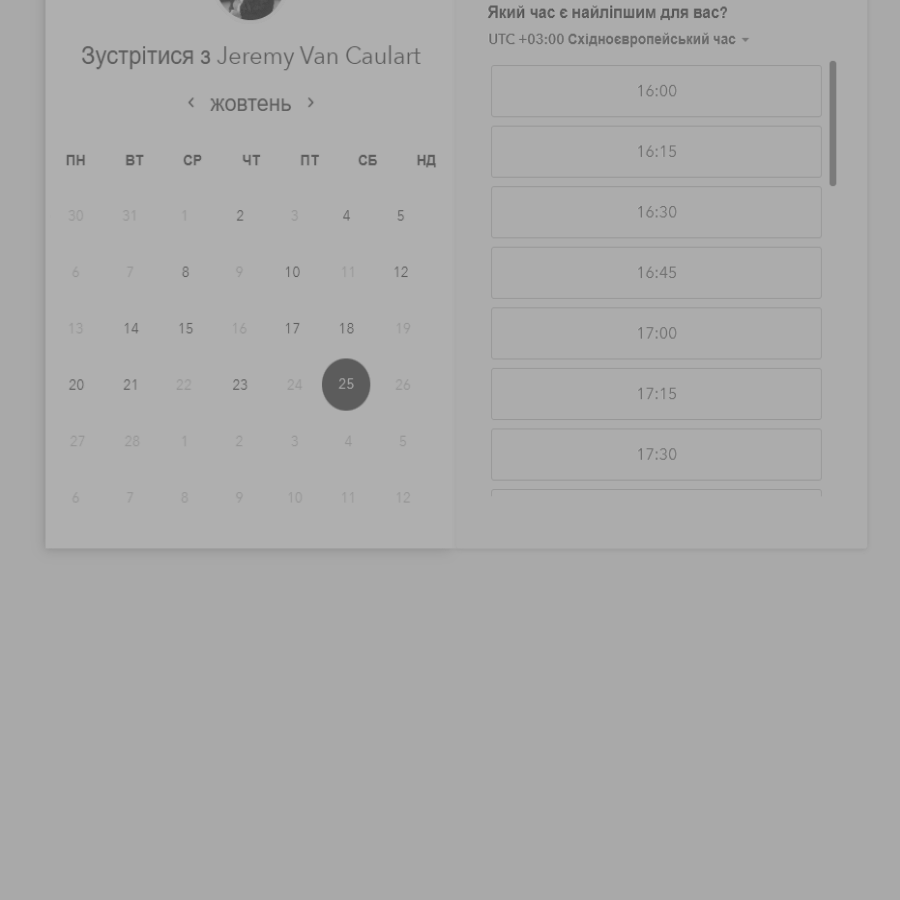 Зустрітися з Jeremy Van Caulart
жовтень
ПН ВТ СР ЧТ ПТ СБ НД
30 31 1 2 3 4 5
6 7 8 9 10 11 12
13 14 15 16 17 18 19
20 21 22 23 24 25 26
27 28 1 2 3 4 5
6 7 8 9 10 11 12
Який час є найліпшим для вас?
UTC +03:00 Східноєвропейський час
16:00
16:15
16:30
16:45
17:00
17:15
17:30